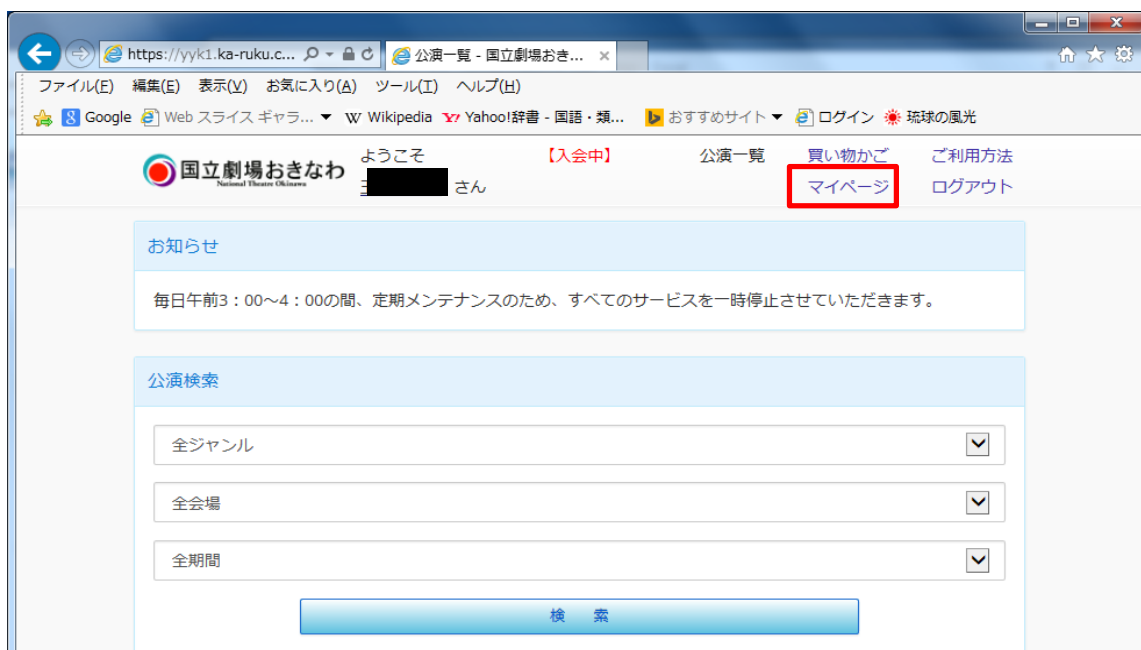 https://yyk1.ka-ruku.c... 公演一覧 - 国立劇場おき...
ファイル(F) 編集(E) 表示(V) お気に入り(A) ツール(T) ヘルプ(H)
Google Web スライス ギャラ... Wikipedia Yahoo!辞書 - 国語・類... おすすめサイト ログイン 琉球の風光
国立劇場おきなわ
National Theatre Okinawa
ようこそ 【入会中】 公演一覧 買い物かご ご利用方法
さん マイページ ログアウト
お知らせ
毎日午前3：00～4：00の間、定期メンテナンスのため、すべてのサービスを一時停止させていただきます。
公演検索
全ジャンル
全会場
全期間
検 索